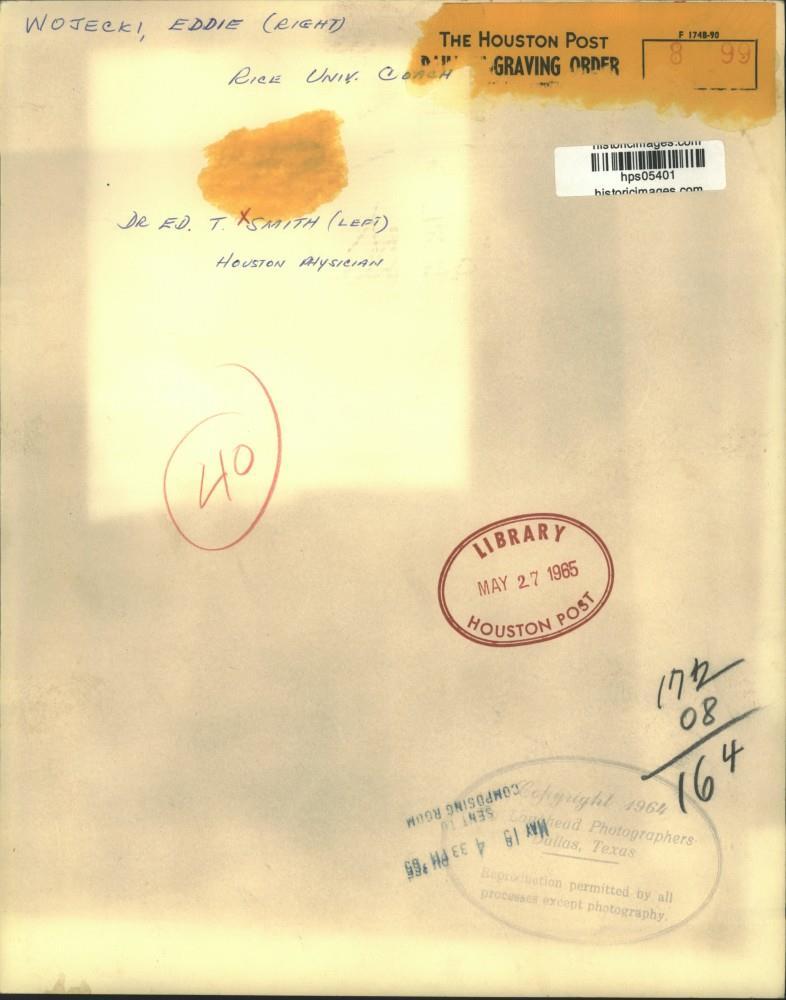 WOJECKI, EDDIE (RIGHT)
RICE UNIV. COACH
THE HOUSTON POST
GRAVING ORDER
F 1748-90
8 99
historicimages.com
hps05401
historicimages.com
DR ED. T. X SMITH (LEFT)
HOUSTON PHYSICIAN
40
LIBRARY
MAY 27 1965
HOUSTON POST
172
08
164
Copyright 1964
Photographers
Dallas, Texas
Reproduction permitted by all
processes except photography.
MAY 18 4 33 PM '65
SENT TO
COMPOSING ROOM